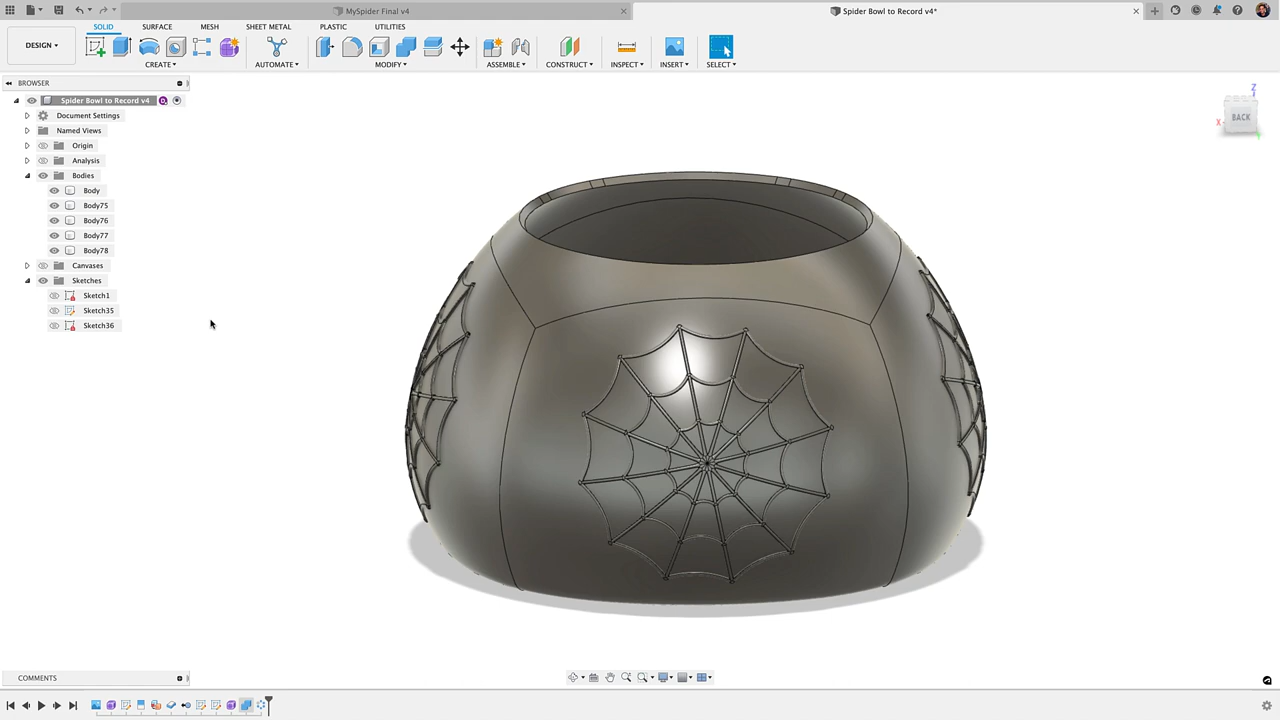 MySpider Final v4
Spider Bowl to Record v4*
SOLID
SURFACE
MESH
SHEET METAL
PLASTIC
UTILITIES
DESIGN
CREATE
AUTOMATE
MODIFY
ASSEMBLE
CONSTRUCT
INSPECT
INSERT
SELECT
BROWSER
Spider Bowl to Record v4
Document Settings
Named Views
Origin
Analysis
Bodies
Body
Body75
Body76
Body77
Body78
Canvases
Sketches
Sketch1
Sketch35
Sketch36
Z
X
BACK
COMMENTS